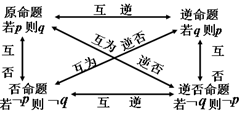 原命题
若p则q
互 逆
逆命题
若q则p
互 否
互为 逆否
互为 逆否
互 否
否命题
若¬p则¬q
互 逆
逆否命题
若¬q则¬p